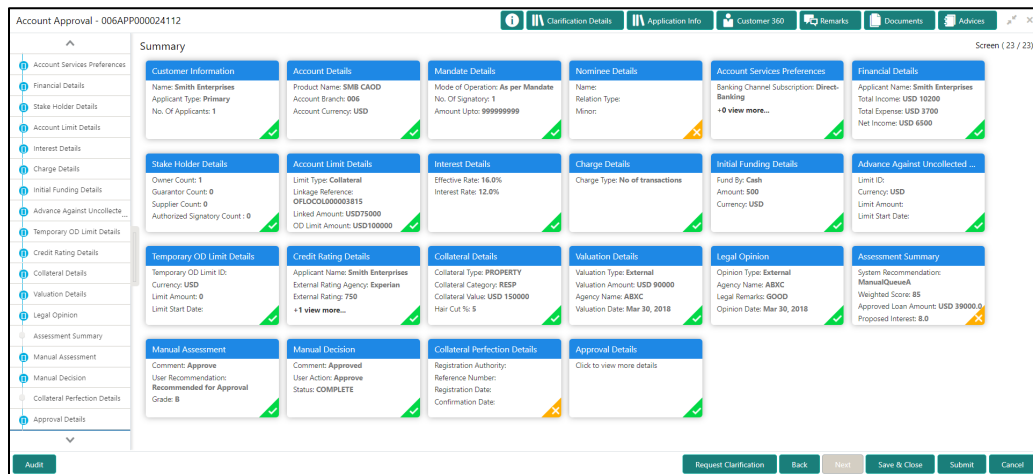 Account Approval - 006APP000024112
Clarification Details
Application Info
Customer 360
Remarks
Documents
Advices
Account Services Preferences
Financial Details
Stake Holder Details
Account Limit Details
Interest Details
Charge Details
Initial Funding Details
Advance Against Uncollecte...
Temporary OD Limit Details
Credit Rating Details
Collateral Details
Valuation Details
Legal Opinion
Assessment Summary
Manual Assessment
Manual Decision
Collateral Perfection Details
Approval Details
Summary
Screen ( 23 / 23)
Customer Information
Name: Smith Enterprises
Applicant Type: Primary
No. Of Applicants: 1
Account Details
Product Name: SMB CAOD
Account Branch: 006
Account Currency: USD
Mandate Details
Mode of Operation: As per Mandate
No. Of Signatory: 1
Amount Upto: 999999999
Nominee Details
Name:
Relation Type:
Minor:
Account Services Preferences
Banking Channel Subscription: Direct-
Banking
+0 view more...
Financial Details
Applicant Name: Smith Enterprises
Total Income: USD 10200
Total Expense: USD 3700
Net Income: USD 6500
Stake Holder Details
Owner Count: 1
Guarantor Count: 0
Supplier Count: 0
Authorized Signatory Count : 0
Account Limit Details
Limit Type: Collateral
Linkage Reference:
OFLOCOL000003815
Linked Amount: USD75000
OD Limit Amount: USD100000
Interest Details
Effective Rate: 16.0%
Interest Rate: 12.0%
Charge Details
Charge Type: No of transactions
Initial Funding Details
Fund By: Cash
Amount: 500
Currency: USD
Advance Against Uncollected ...
Limit ID:
Currency: USD
Limit Amount:
Limit Start Date:
Temporary OD Limit Details
Temporary OD Limit ID:
Currency: USD
Limit Amount: 0
Limit Start Date:
Credit Rating Details
Applicant Name: Smith Enterprises
External Rating Agency: Experian
External Rating: 750
+1 view more...
Collateral Details
Collateral Type: PROPERTY
Collateral Category: RESP
Collateral Value: USD 150000
Hair Cut %: 5
Valuation Details
Valuation Type: External
Valuation Amount: USD 90000
Agency Name: ABXC
Valuation Date: Mar 30, 2018
Legal Opinion
Opinion Type: External
Agency Name: ABXC
Legal Remarks: GOOD
Opinion Date: Mar 30, 2018
Assessment Summary
System Recommendation:
ManualQueueA
Weighted Score: 85
Approved Loan Amount: USD 39000.0
Proposed Interest: 8.0
Manual Assessment
Comment: Approve
User Recommendation:
Recommended for Approval
Grade: B
Manual Decision
Comment: Approved
User Action: Approve
Status: COMPLETE
Collateral Perfection Details
Registration Authority:
Reference Number:
Registration Date:
Confirmation Date:
Approval Details
Click to view more details
Audit
Request Clarification
Back
Next
Save & Close
Submit
Cancel